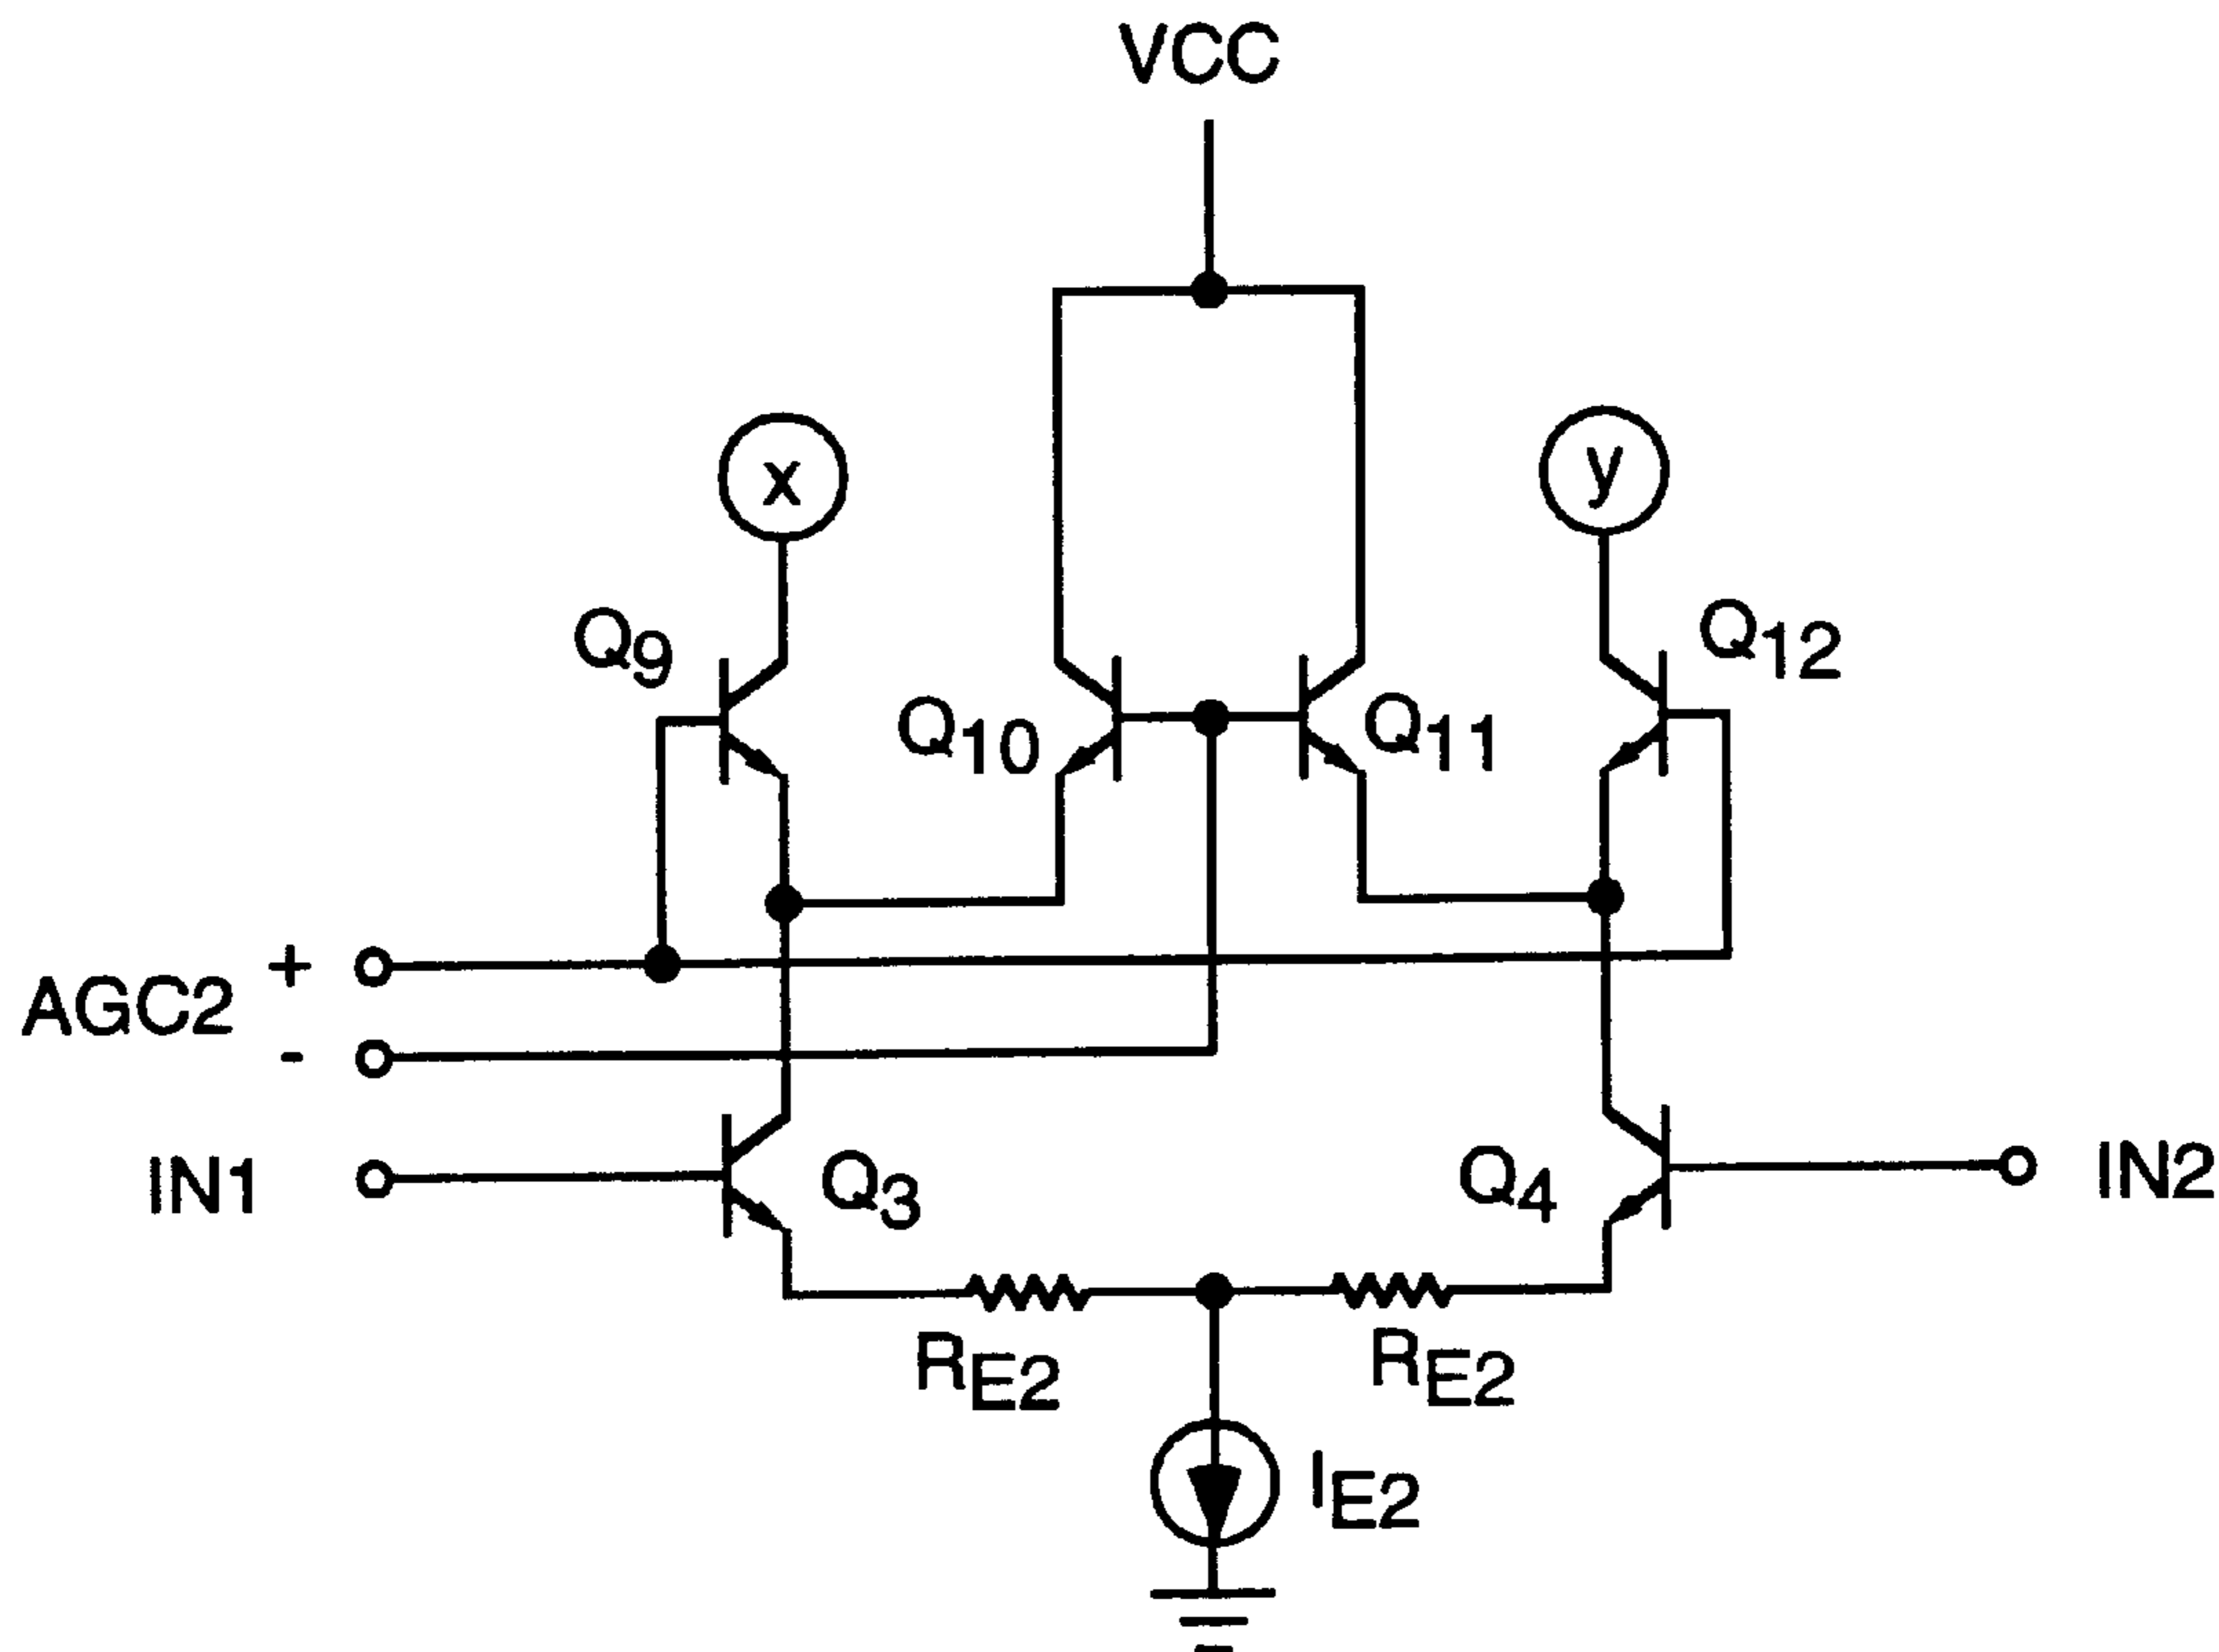 VCC
x
y
Q9
Q10
Q11
Q12
+
AGC2
-
IN1
Q3
Q4
IN2
RE2
RE2
IE2